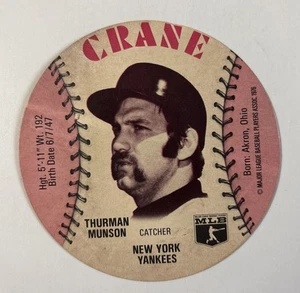 CRANE
Hgt. 5'-11" Wt. 192
Birth Date 6/7/47
Born: Akron, Ohio
© MAJOR LEAGUE BASEBALL PLAYERS ASSOC. 1976
THURMAN
MUNSON
CATCHER
NEW YORK
YANKEES
MLB